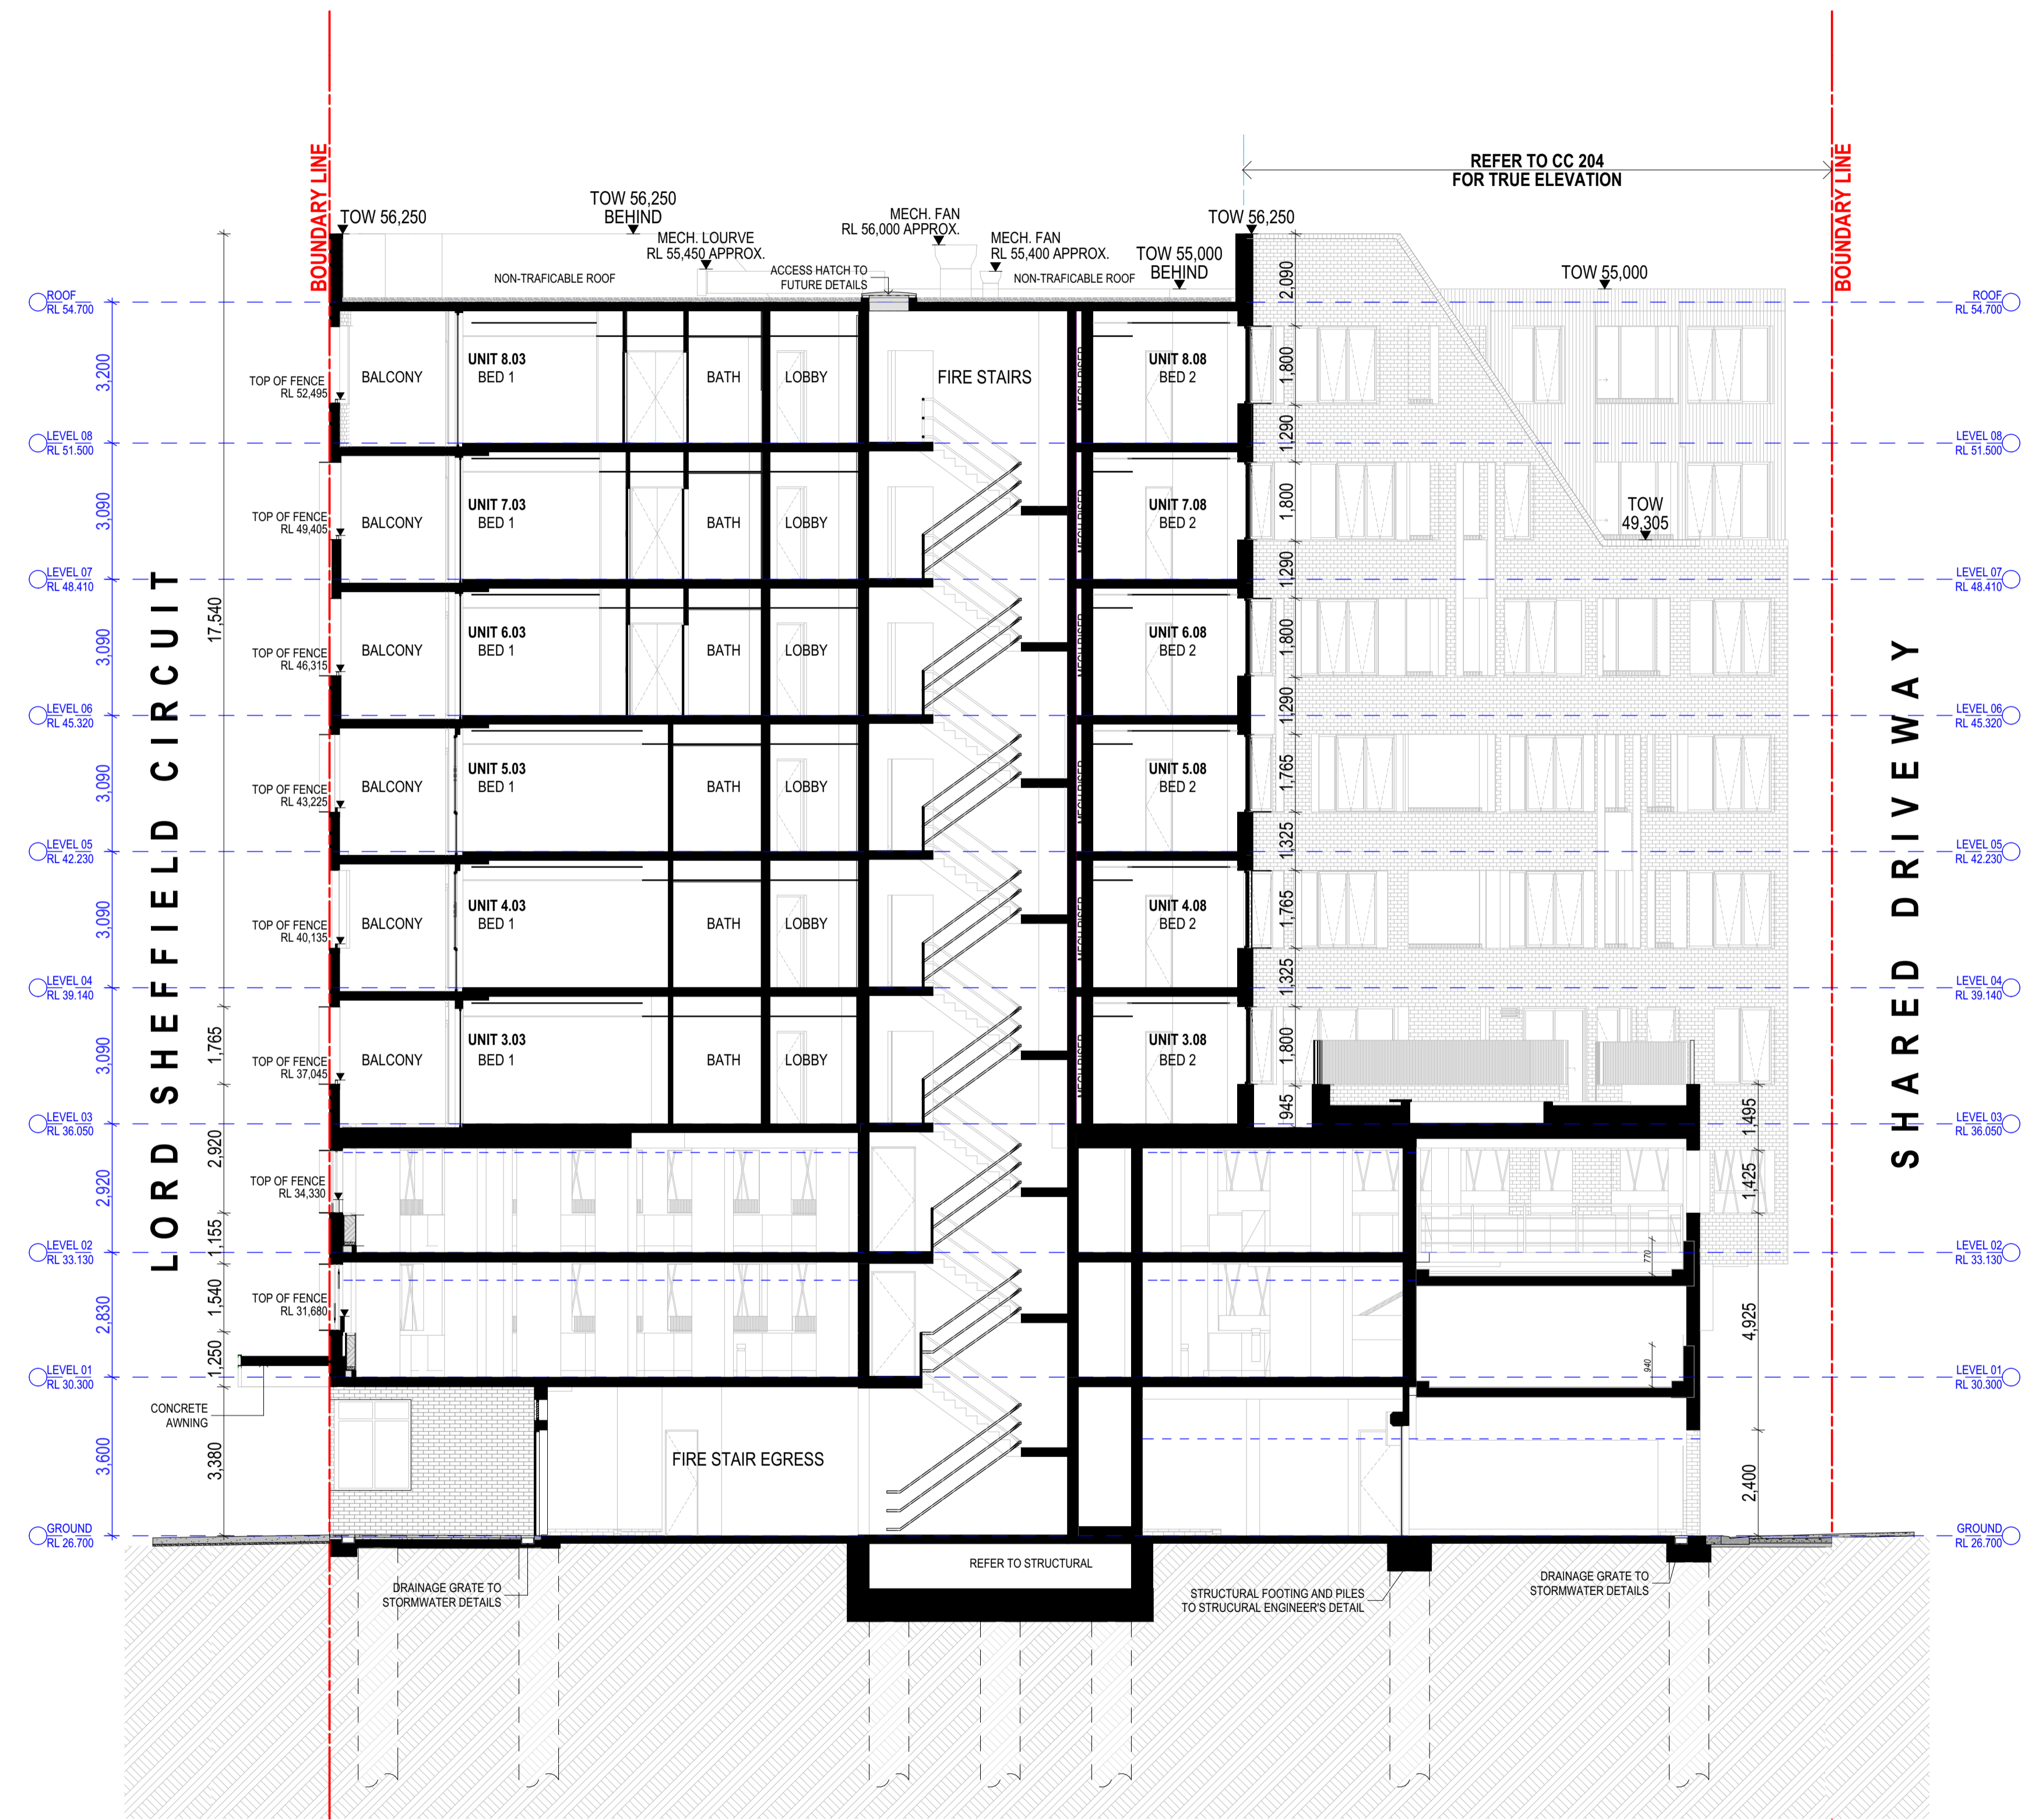 REFER TO CC 204
FOR TRUE ELEVATION
BOUNDARY LINE
BOUNDARY LINE
TOW 56,250
TOW 56,250
BEHIND
MECH. LOURVE
RL 55,450 APPROX.
MECH. FAN
RL 56,000 APPROX.
MECH. FAN
RL 55,400 APPROX.
TOW 55,000
BEHIND
TOW 56,250
TOW 55,000
NON-TRAFICABLE ROOF
ACCESS HATCH TO
FUTURE DETAILS
NON-TRAFICABLE ROOF
ROOF
RL 54.700
ROOF
RL 54.700
2,090
3,200
TOP OF FENCE
RL 52,495
BALCONY
UNIT 8.03
BED 1
BATH
LOBBY
FIRE STAIRS
UNIT 8.08
BED 2
1,800
1,290
LEVEL 08
RL 51.500
LEVEL 08
RL 51.500
3,090
TOP OF FENCE
RL 49,405
BALCONY
UNIT 7.03
BED 1
BATH
LOBBY
UNIT 7.08
BED 2
1,800
TOW
49,305
1,290
LEVEL 07
RL 48.410
LEVEL 07
RL 48.410
LORD SHEFFIELD CIRCUIT
17,540
3,090
TOP OF FENCE
RL 46,315
BALCONY
UNIT 6.03
BED 1
BATH
LOBBY
UNIT 6.08
BED 2
1,800
1,290
SHARED DRIVEWAY
LEVEL 06
RL 45.320
LEVEL 06
RL 45.320
3,090
TOP OF FENCE
RL 43,225
BALCONY
UNIT 5.03
BED 1
BATH
LOBBY
UNIT 5.08
BED 2
1,765
1,325
LEVEL 05
RL 42.230
LEVEL 05
RL 42.230
3,090
TOP OF FENCE
RL 40,135
BALCONY
UNIT 4.03
BED 1
BATH
LOBBY
UNIT 4.08
BED 2
1,765
1,325
LEVEL 04
RL 39.140
LEVEL 04
RL 39.140
3,090
1,765
TOP OF FENCE
RL 37,045
BALCONY
UNIT 3.03
BED 1
BATH
LOBBY
UNIT 3.08
BED 2
1,800
945
1,495
LEVEL 03
RL 36.050
LEVEL 03
RL 36.050
2,920
2,920
TOP OF FENCE
RL 34,330
1,425
1,155
LEVEL 02
RL 33.130
LEVEL 02
RL 33.130
770
2,830
1,540
TOP OF FENCE
RL 31,680
4,925
1,250
940
LEVEL 01
RL 30.300
LEVEL 01
RL 30.300
CONCRETE
AWNING
3,600
3,380
FIRE STAIR EGRESS
2,400
GROUND
RL 26.700
GROUND
RL 26.700
REFER TO STRUCTURAL
DRAINAGE GRATE TO
STORMWATER DETAILS
STRUCTURAL FOOTING AND PILES
TO STRUCURAL ENGINEER'S DETAIL
DRAINAGE GRATE TO
STORMWATER DETAILS